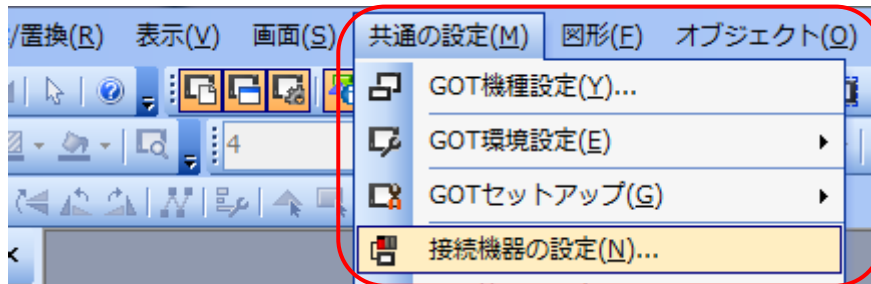 /置換(R) 表示(V) 画面(S) 共通の設定(M) 図形(F) オブジェクト(O)
GOT機種設定(Y)...
4
GOT環境設定(E)
GOTセットアップ(G)
接続機器の設定(N)...